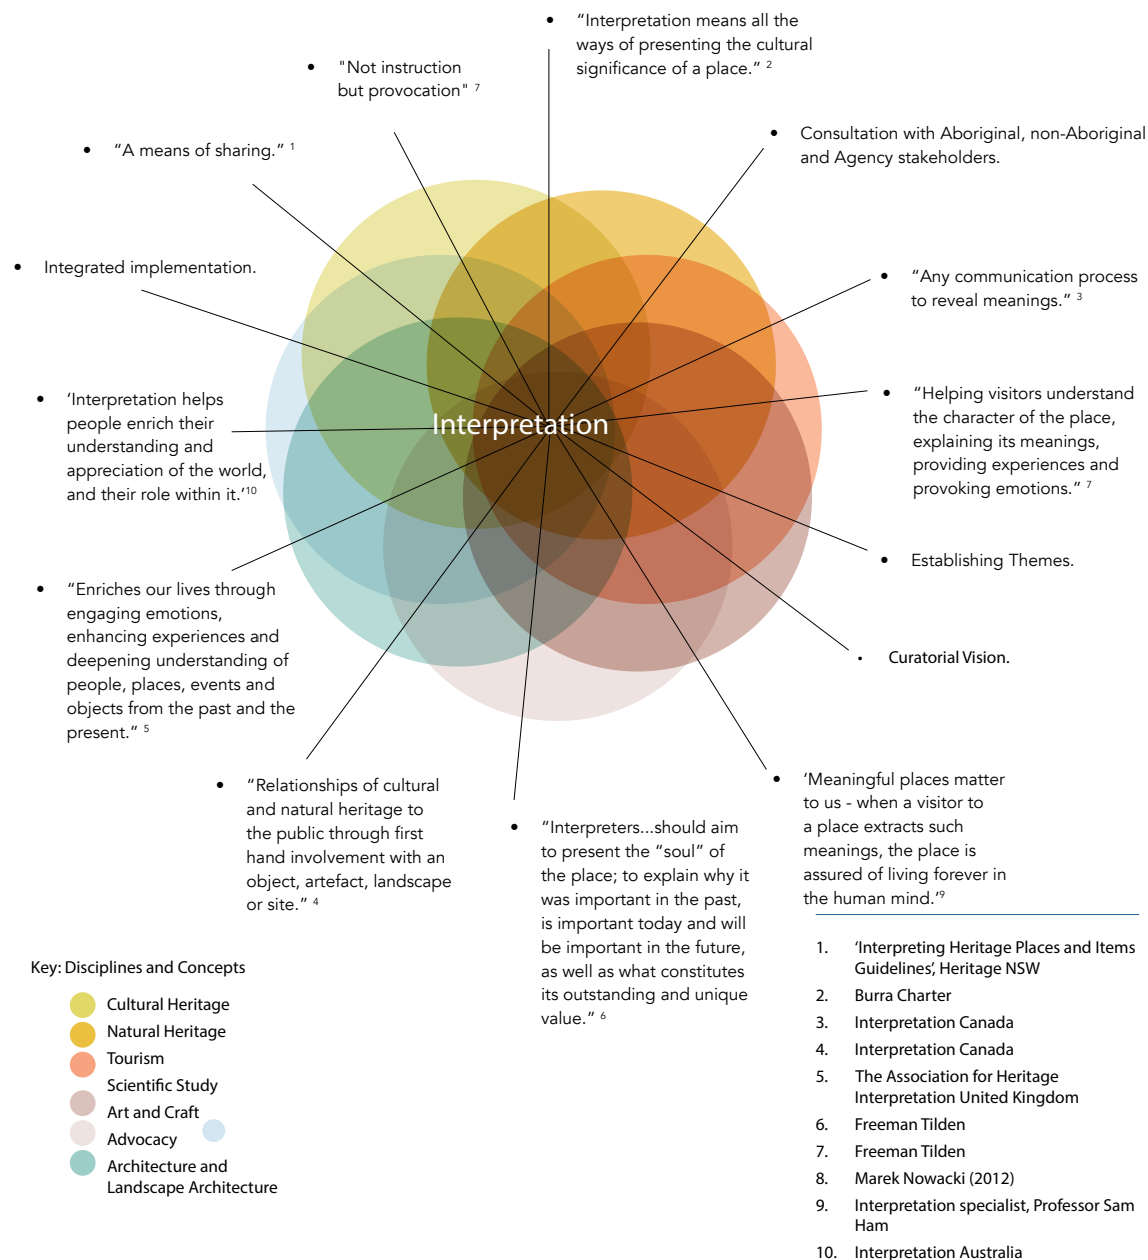 • “Interpretation means all the
ways of presenting the cultural
significance of a place.” 2
• "Not instruction
but provocation" 7
• Consultation with Aboriginal, non-Aboriginal
and Agency stakeholders.
• “A means of sharing.” 1
• Integrated implementation.
• “Any communication process
to reveal meanings.” 3
• ‘Interpretation helps
people enrich their
understanding and
appreciation of the world,
and their role within it.’10
Interpretation
• “Helping visitors understand
the character of the place,
explaining its meanings,
providing experiences and
provoking emotions.” 7
• Establishing Themes.
• “Enriches our lives through
engaging emotions,
enhancing experiences and
deepening understanding of
people, places, events and
objects from the past and the
present.” 5
• Curatorial Vision.
• “Relationships of cultural
and natural heritage to
the public through first
hand involvement with an
object, artefact, landscape
or site.” 4
• “Interpreters...should aim
to present the “soul” of
the place; to explain why it
was important in the past,
is important today and will
be important in the future,
as well as what constitutes
its outstanding and unique
value.” 6
• ‘Meaningful places matter
to us - when a visitor to
a place extracts such
meanings, the place is
assured of living forever in
the human mind.’9
Key: Disciplines and Concepts
Cultural Heritage
Natural Heritage
Tourism
Scientific Study
Art and Craft
Advocacy
Architecture and
Landscape Architecture
1. ‘Interpreting Heritage Places and Items
Guidelines’, Heritage NSW
2. Burra Charter
3. Interpretation Canada
4. Interpretation Canada
5. The Association for Heritage
Interpretation United Kingdom
6. Freeman Tilden
7. Freeman Tilden
8. Marek Nowacki (2012)
9. Interpretation specialist, Professor Sam
Ham
10. Interpretation Australia